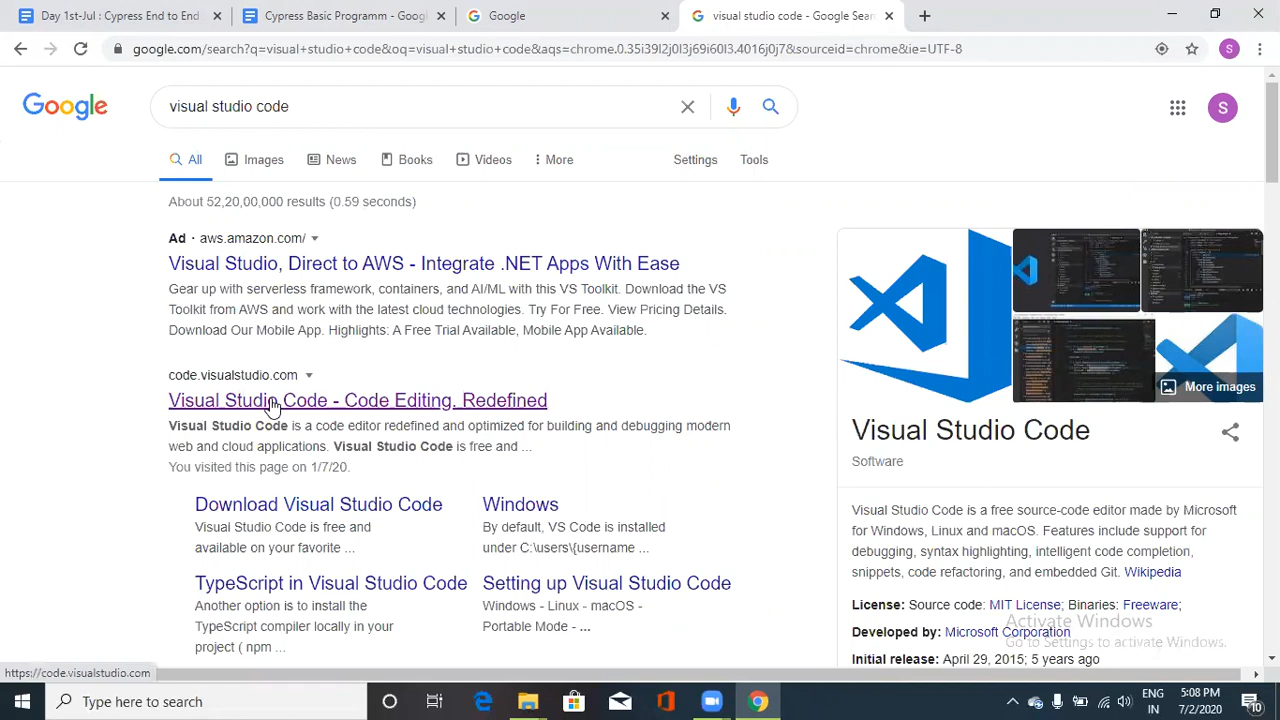 Day 1st-Jul : Cypress End to End
Cypress Basic Programm - Goog
Google
visual studio code - Google Sear
google.com/search?q=visual+studio+code&oq=visual+studio+code&aqs=chrome.0.35i39l2j0l3j69i60l3.4016j0j7&sourceid=chrome&ie=UTF-8
S
Google
visual studio code
S
All
Images
News
Books
Videos
More
Settings
Tools
About 52,20,00,000 results (0.59 seconds)
Ad · aws.amazon.com/
Visual Studio, Direct to AWS - Integrate .NET Apps With Ease
Gear up with serverless frameworks, containers, and AI/ML with this VS Toolkit. Download the VS
Toolkit from AWS and work with the latest cloud technologies. Try For Free. View Pricing Details.
Download Our Mobile App. Highlights: A Free Trial Available, Mobile App Available.
code.visualstudio.com
Visual Studio Code - Code Editing. Redefined
Visual Studio Code is a code editor redefined and optimized for building and debugging modern
web and cloud applications. Visual Studio Code is free and ...
You visited this page on 1/7/20.
Download Visual Studio Code
Visual Studio Code is free and
available on your favorite ...
Windows
By default, VS Code is installed
under C:\users\{username ...
TypeScript in Visual Studio Code
Another option is to install the
TypeScript compiler locally in your
project ( npm ...
Setting up Visual Studio Code
Windows - Linux - macOS -
Portable Mode - ...
More images
Visual Studio Code
Software
Visual Studio Code is a free source-code editor made by Microsoft
for Windows, Linux and macOS. Features include support for
debugging, syntax highlighting, intelligent code completion,
snippets, code refactoring, and embedded Git. Wikipedia
License: Source code: MIT License; Binaries: Freeware;
Developed by: Microsoft Corporation
Initial release: April 29, 2015; 5 years ago
Activate Windows
Go to Settings to activate Windows.
https://code.visualstudio.com
Type here to search
ENG
IN
5:08 PM
7/2/2020
10